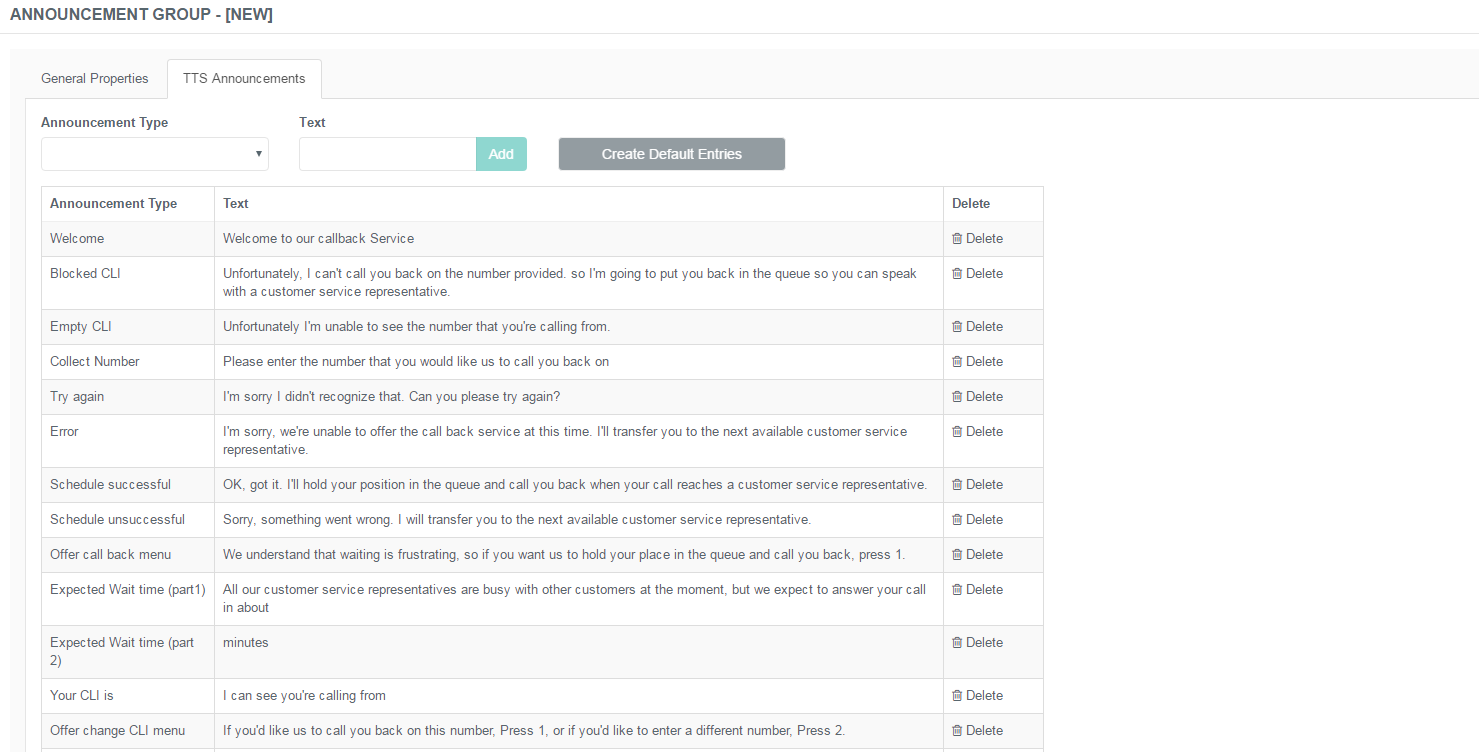 ANNOUNCEMENT GROUP - [NEW]
General Properties
TTS Announcements
Announcement Type
Text
Add
Create Default Entries
Announcement Type Text Delete
Welcome Welcome to our callback Service Delete
Blocked CLI Unfortunately, I can't call you back on the number provided. so I'm going to put you back in the queue so you can speak Delete
with a customer service representative.
Empty CLI Unfortunately I'm unable to see the number that you're calling from. Delete
Collect Number Please enter the number that you would like us to call you back on Delete
Try again I'm sorry I didn't recognize that. Can you please try again? Delete
Error I'm sorry, we're unable to offer the call back service at this time. I'll transfer you to the next available customer service Delete
representative.
Schedule successful OK, got it. I'll hold your position in the queue and call you back when your call reaches a customer service representative. Delete
Schedule unsuccessful Sorry, something went wrong. I will transfer you to the next available customer service representative. Delete
Offer call back menu We understand that waiting is frustrating, so if you want us to hold your place in the queue and call you back, press 1. Delete
Expected Wait time (part1) All our customer service representatives are busy with other customers at the moment, but we expect to answer your call Delete
in about
Expected Wait time (part minutes Delete
2)
Your CLI is I can see you're calling from Delete
Offer change CLI menu If you'd like us to call you back on this number, Press 1, or if you'd like to enter a different number, Press 2. Delete